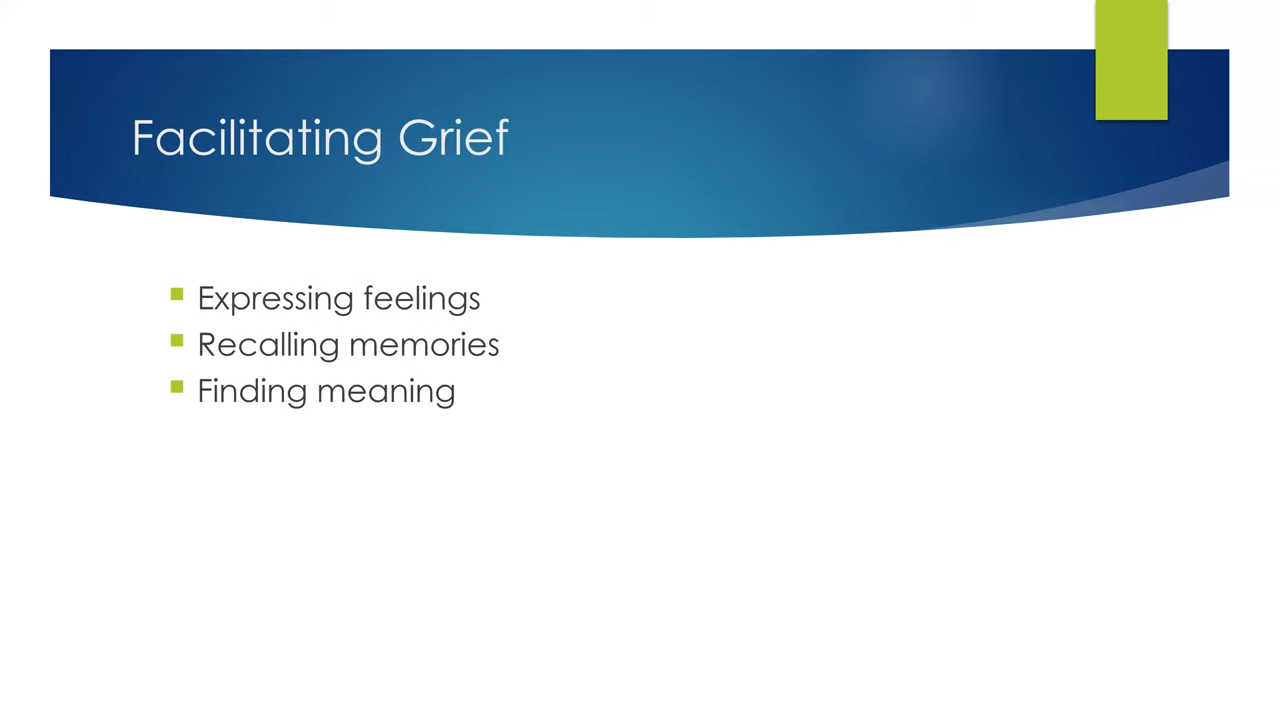 Facilitating Grief
Expressing feelings
Recalling memories
Finding meaning